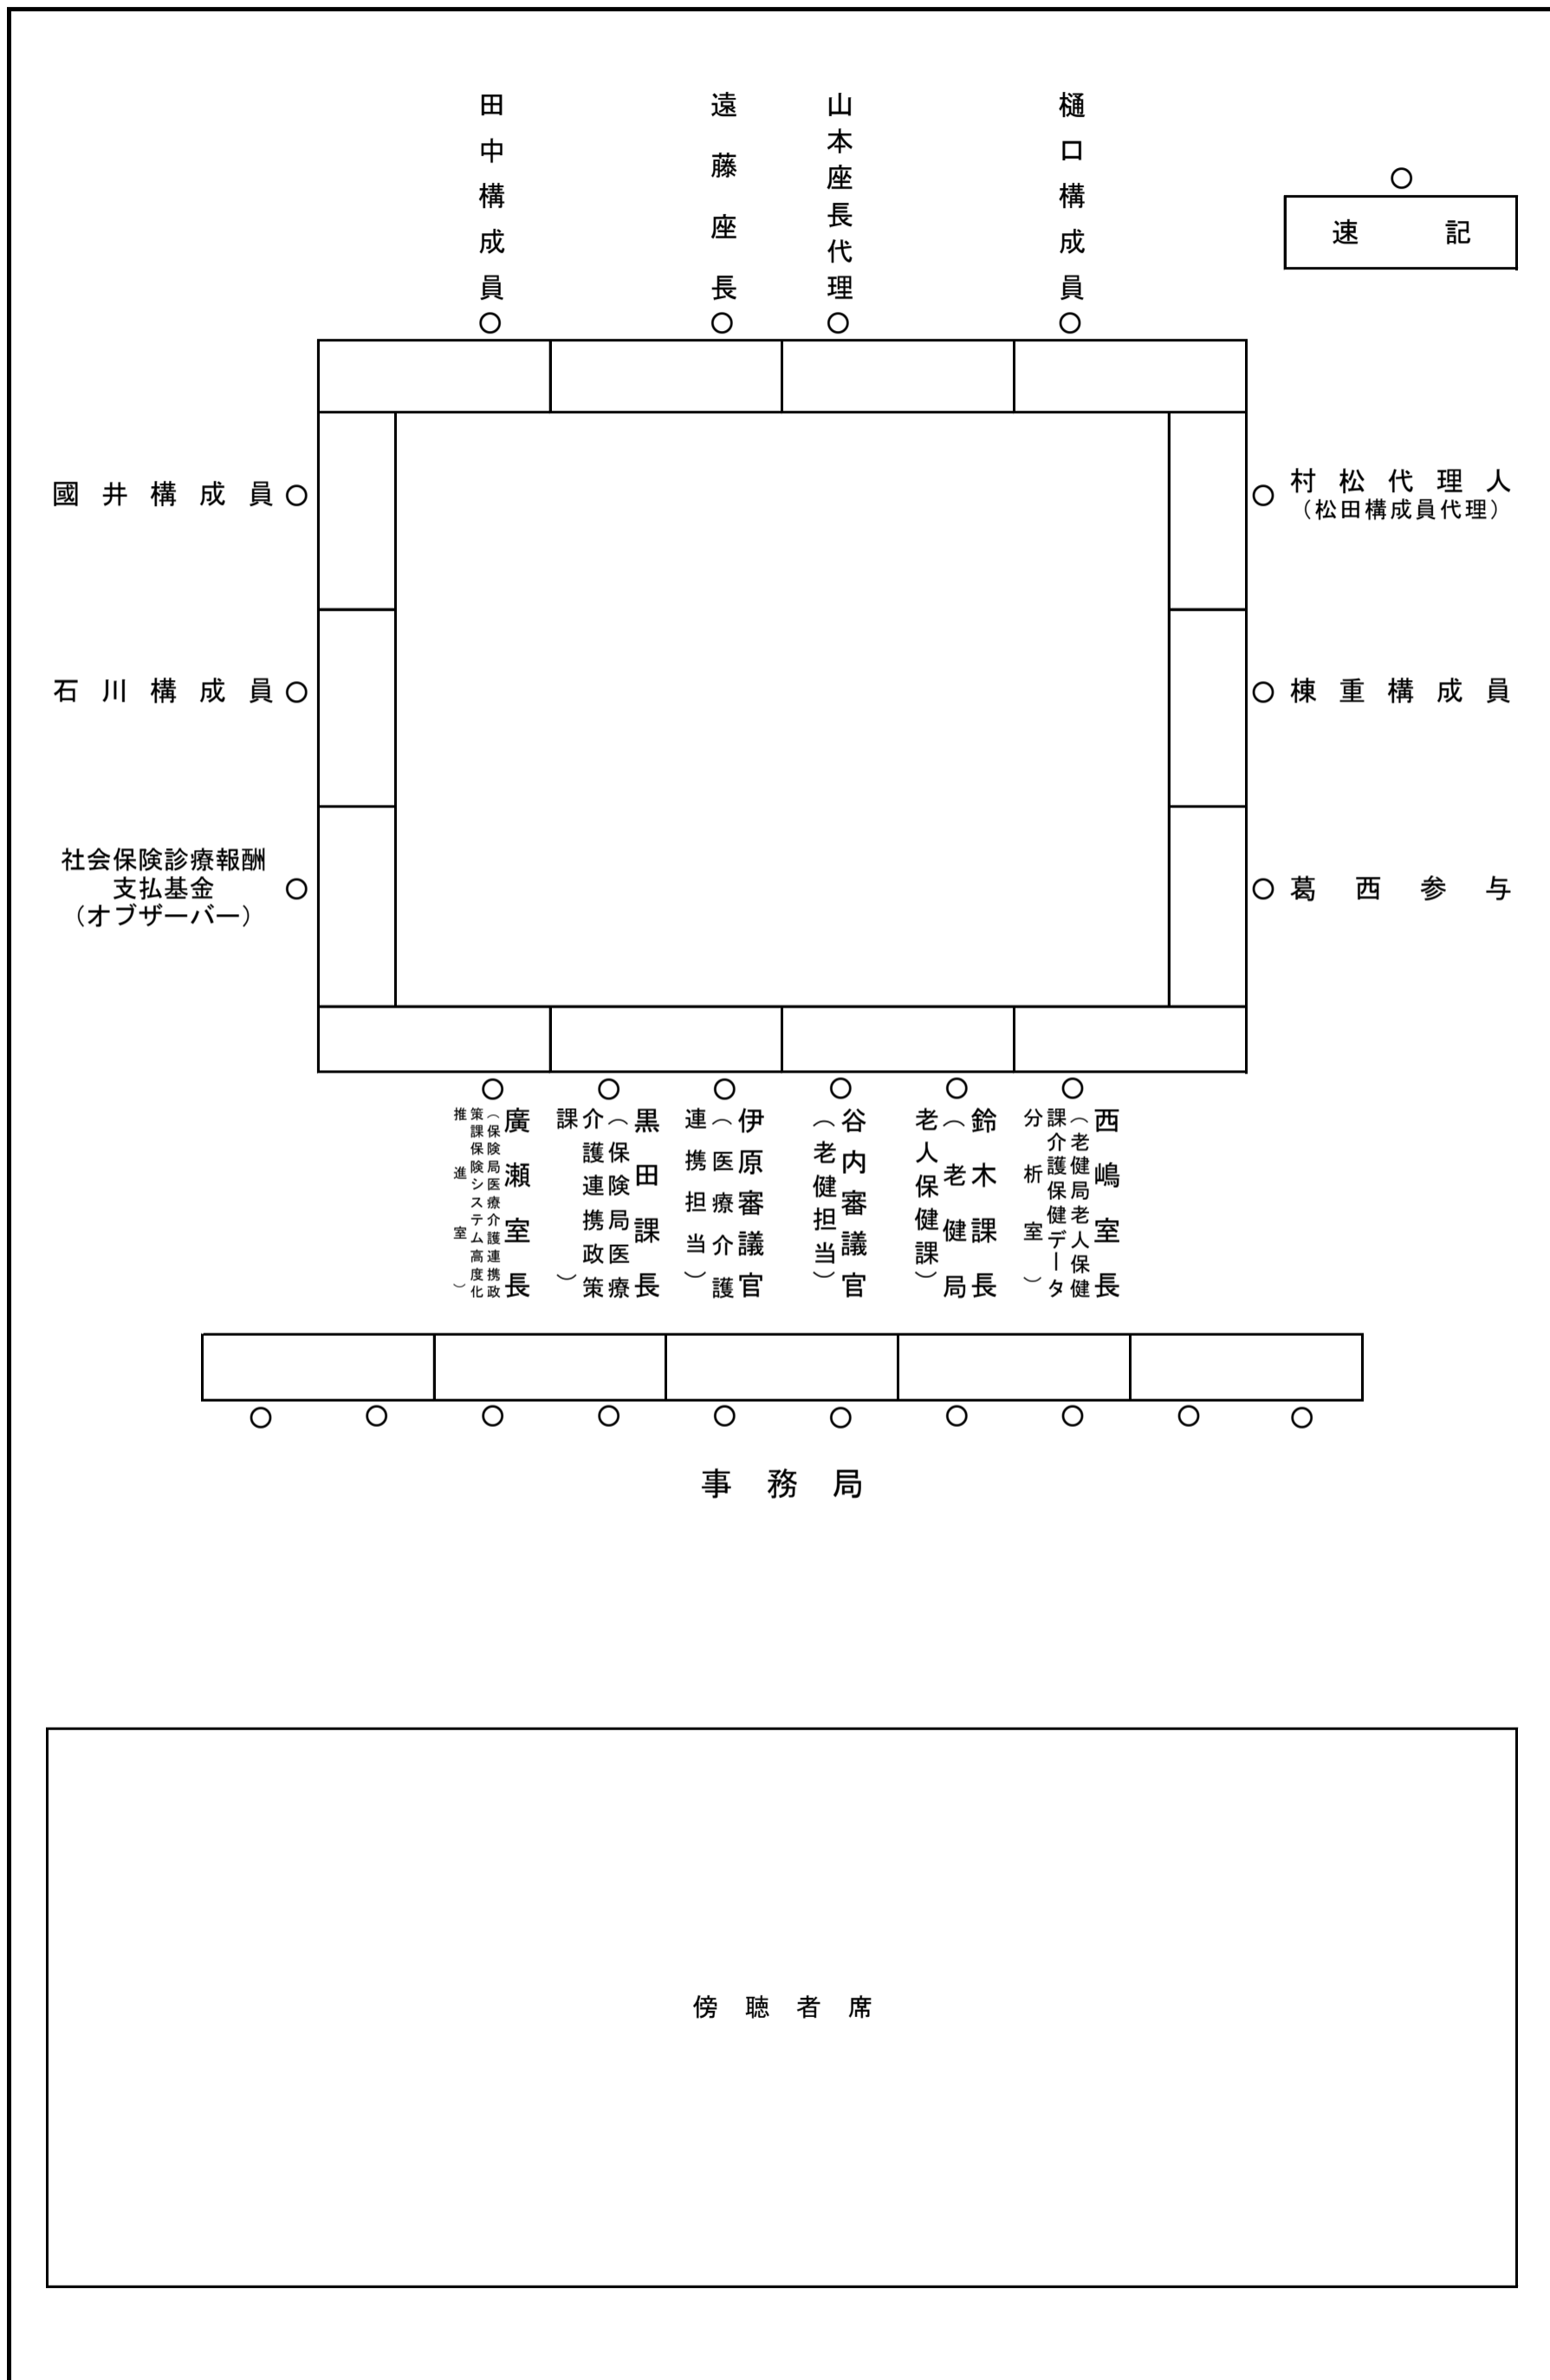 田中構成員
遠藤座長
山本座長代理
樋口構成員
速記
國井構成員
村松代理人
（松田構成員代理）
石川構成員
棟重構成員
社会保険診療報酬
支払基金
（オブザーバー）
葛西参与
廣瀬室長
（保険局医療介護連携政
策課保険システム高度化
推進室）
黒田課長
（保険局医療
介護連携政策
課）
伊原審議官
（医療介護
連携担当）
谷内審議官
（老健担当）
鈴木課長
（老健局
老人保健課）
西嶋室長
（老健局老人保健
課介護保健データ
分析室）
事務局
傍聴者席